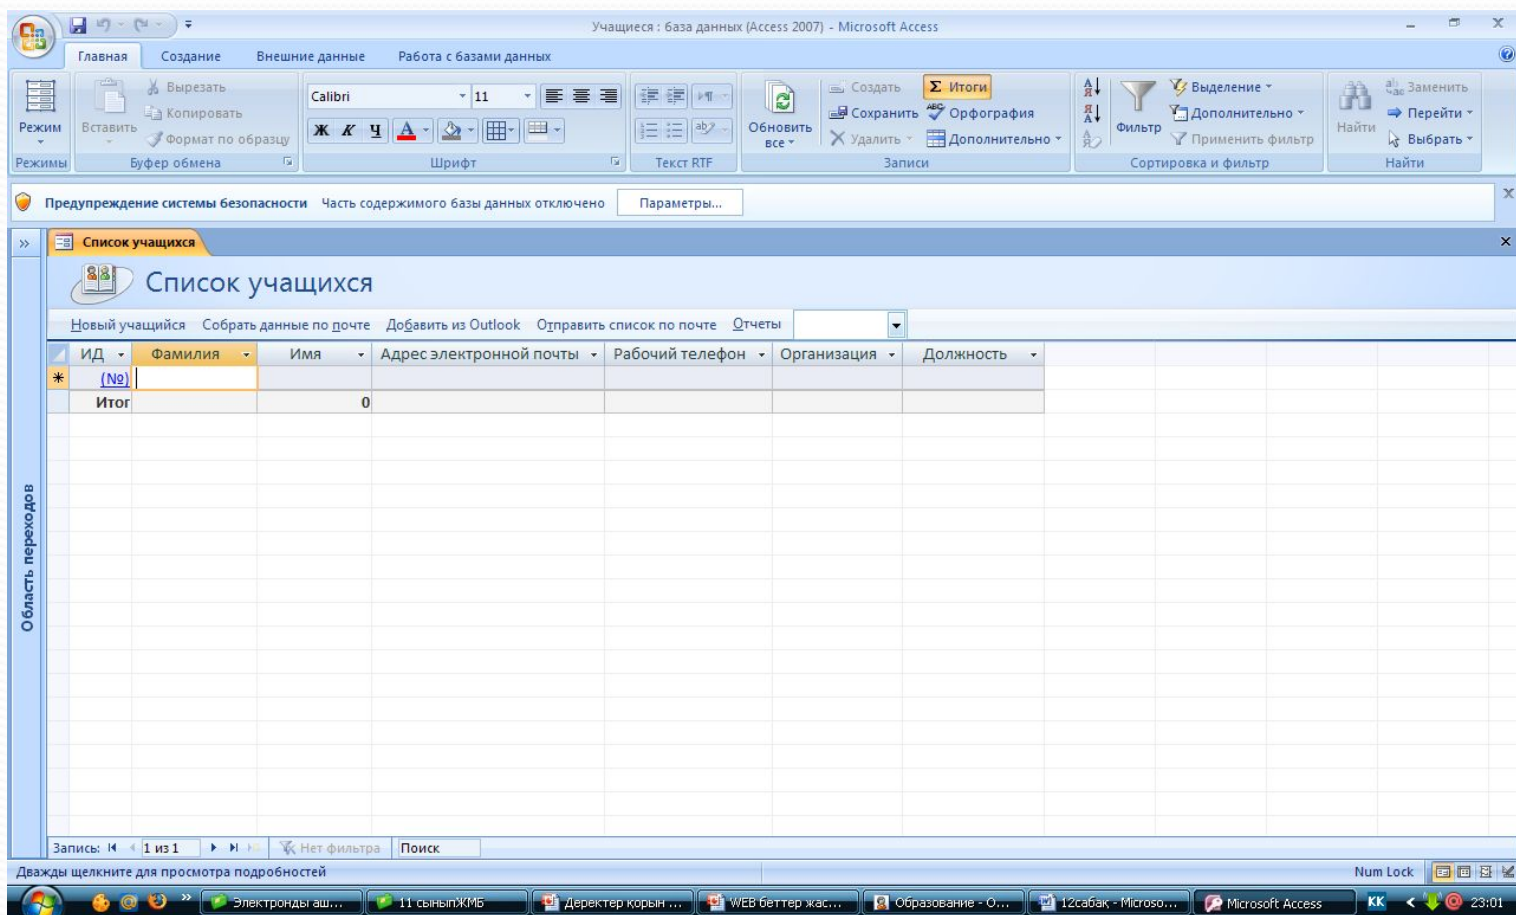 Учащиеся : база данных (Access 2007) - Microsoft Access
Главная Создание Внешние данные Работа с базами данных
Режим
Режимы
Вставить
Вырезать
Копировать
Формат по образцу
Буфер обмена
Calibri 11
Ж К Ч А
Шрифт
Текст RTF
Обновить
все
Создать Σ Итоги
Сохранить Орфография
Удалить Дополнительно
Записи
Фильтр
Выделение
Дополнительно
Применить фильтр
Сортировка и фильтр
Найти
Заменить
Перейти
Выбрать
Найти
Предупреждение системы безопасности Часть содержимого базы данных отключено Параметры...
Список учащихся
Список учащихся
Новый учащийся Собрать данные по почте Добавить из Outlook Отправить список по почте Отчеты
ИД Фамилия Имя Адрес электронной почты Рабочий телефон Организация Должность
(№)
Итог 0
Область переходов
Запись: 1 из 1 Нет фильтра Поиск
Дважды щелкните для просмотра подробностей Num Lock
Электронды аш... 11 сыныпЖМБ Деректер қорын ... WEB беттер жас... Образование - О... 12сабақ - Microso... Microsoft Access KK 23:01